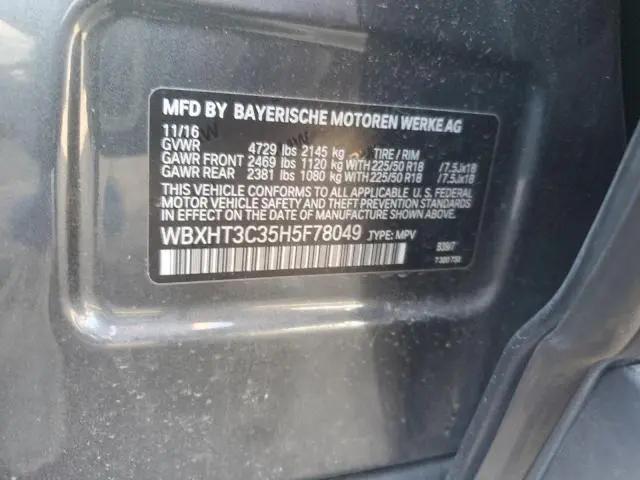 MFD BY BAYERISCHE MOTOREN WERKE AG
11/16
GVWR 4729 lbs 2145 kg TIRE / RIM
GAWR FRONT 2469 lbs 1120 kg WITH 225/50 R18 / 7.5Jx18
GAWR REAR 2381 lbs 1080 kg WITH 225/50 R18 / 7.5Jx18
THIS VEHICLE CONFORMS TO ALL APPLICABLE U. S. FEDERAL
MOTOR VEHICLE SAFETY, BUMPER, AND THEFT PREVENTION
STANDARDS IN EFFECT ON THE DATE OF MANUFACTURE SHOWN ABOVE.
WBXHT3C35H5F78049 TYPE: MPV